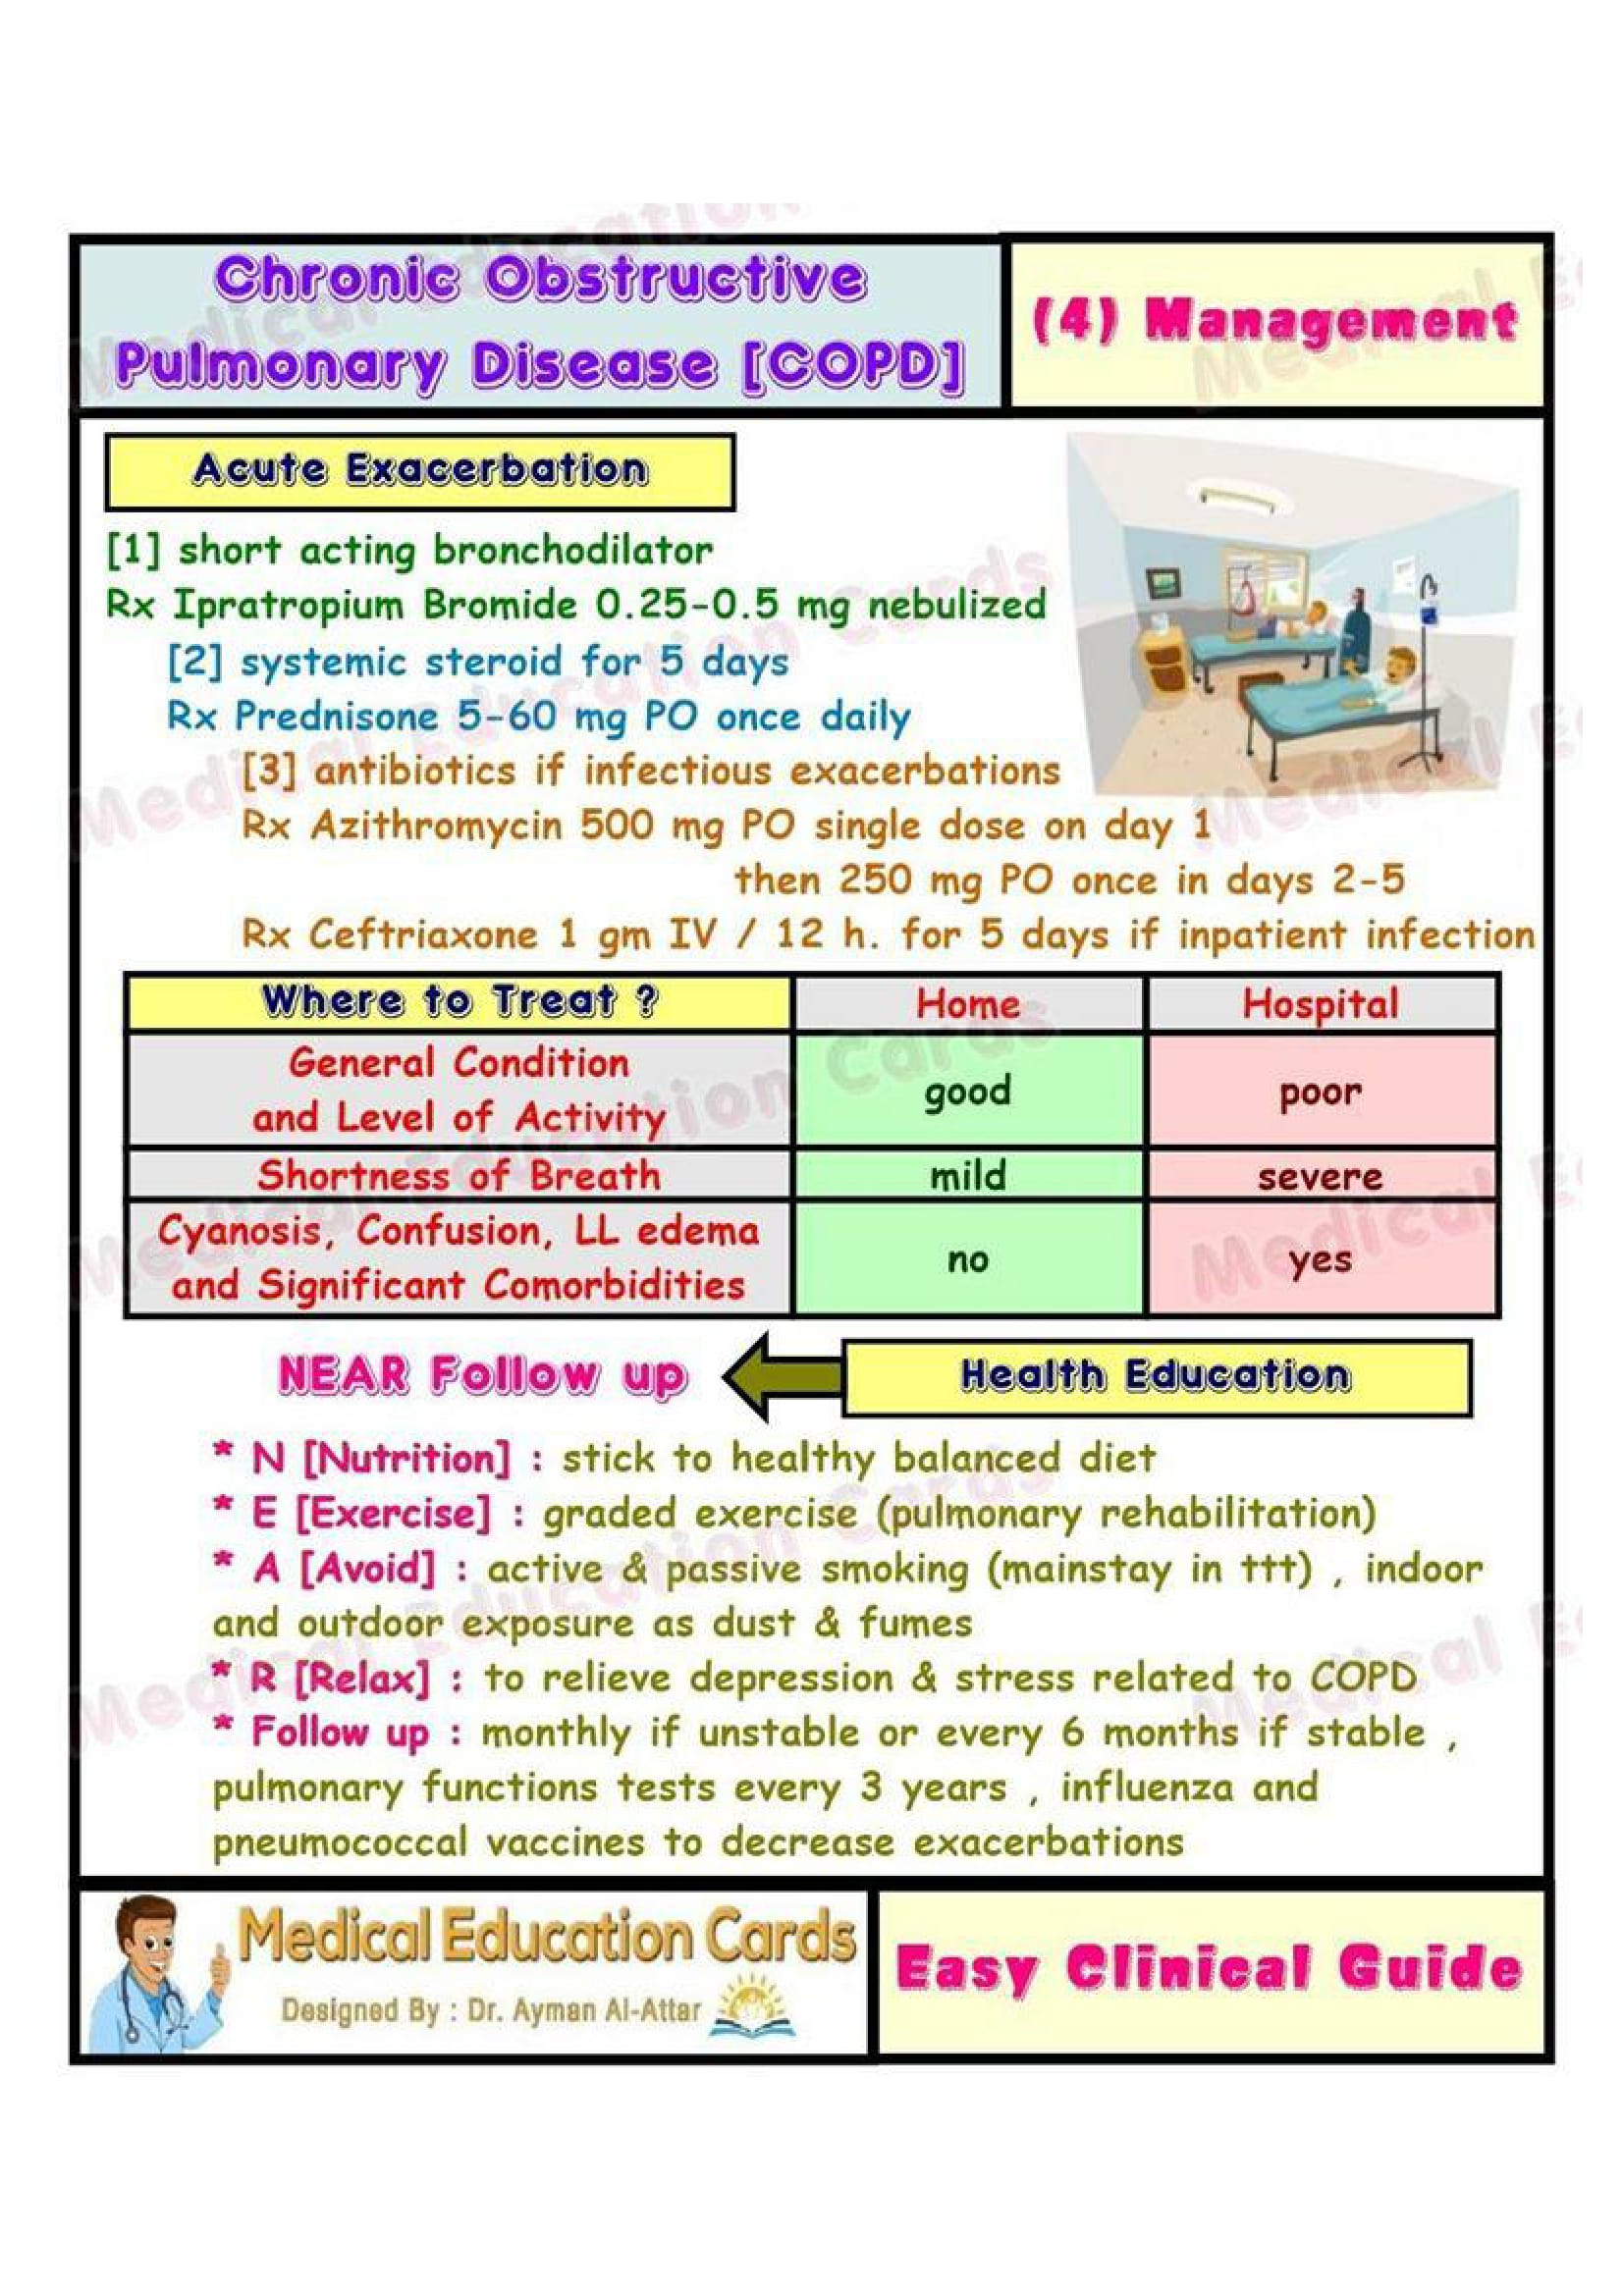 Chronic Obstructive
Pulmonary Disease [COPD]
(4) Management
Acute Exacerbation
[1] short acting bronchodilator
Rx Ipratropium Bromide 0.25-0.5 mg nebulized
[2] systemic steroid for 5 days
Rx Prednisone 5-60 mg PO once daily
[3] antibiotics if infectious exacerbations
Rx Azithromycin 500 mg PO single dose on day 1
then 250 mg PO once in days 2-5
Rx Ceftriaxone 1 gm IV / 12 h. for 5 days if inpatient infection
Where to Treat ? Home Hospital
General Condition
and Level of Activity good poor
Shortness of Breath mild severe
Cyanosis, Confusion, LL edema
and Significant Comorbidities no yes
NEAR Follow up Health Education
* N [Nutrition] : stick to healthy balanced diet
* E [Exercise] : graded exercise (pulmonary rehabilitation)
* A [Avoid] : active & passive smoking (mainstay in ttt) , indoor
and outdoor exposure as dust & fumes
* R [Relax] : to relieve depression & stress related to COPD
* Follow up : monthly if unstable or every 6 months if stable ,
pulmonary functions tests every 3 years , influenza and
pneumococcal vaccines to decrease exacerbations
Medical Education Cards
Designed By : Dr. Ayman Al-Attar
Easy Clinical Guide